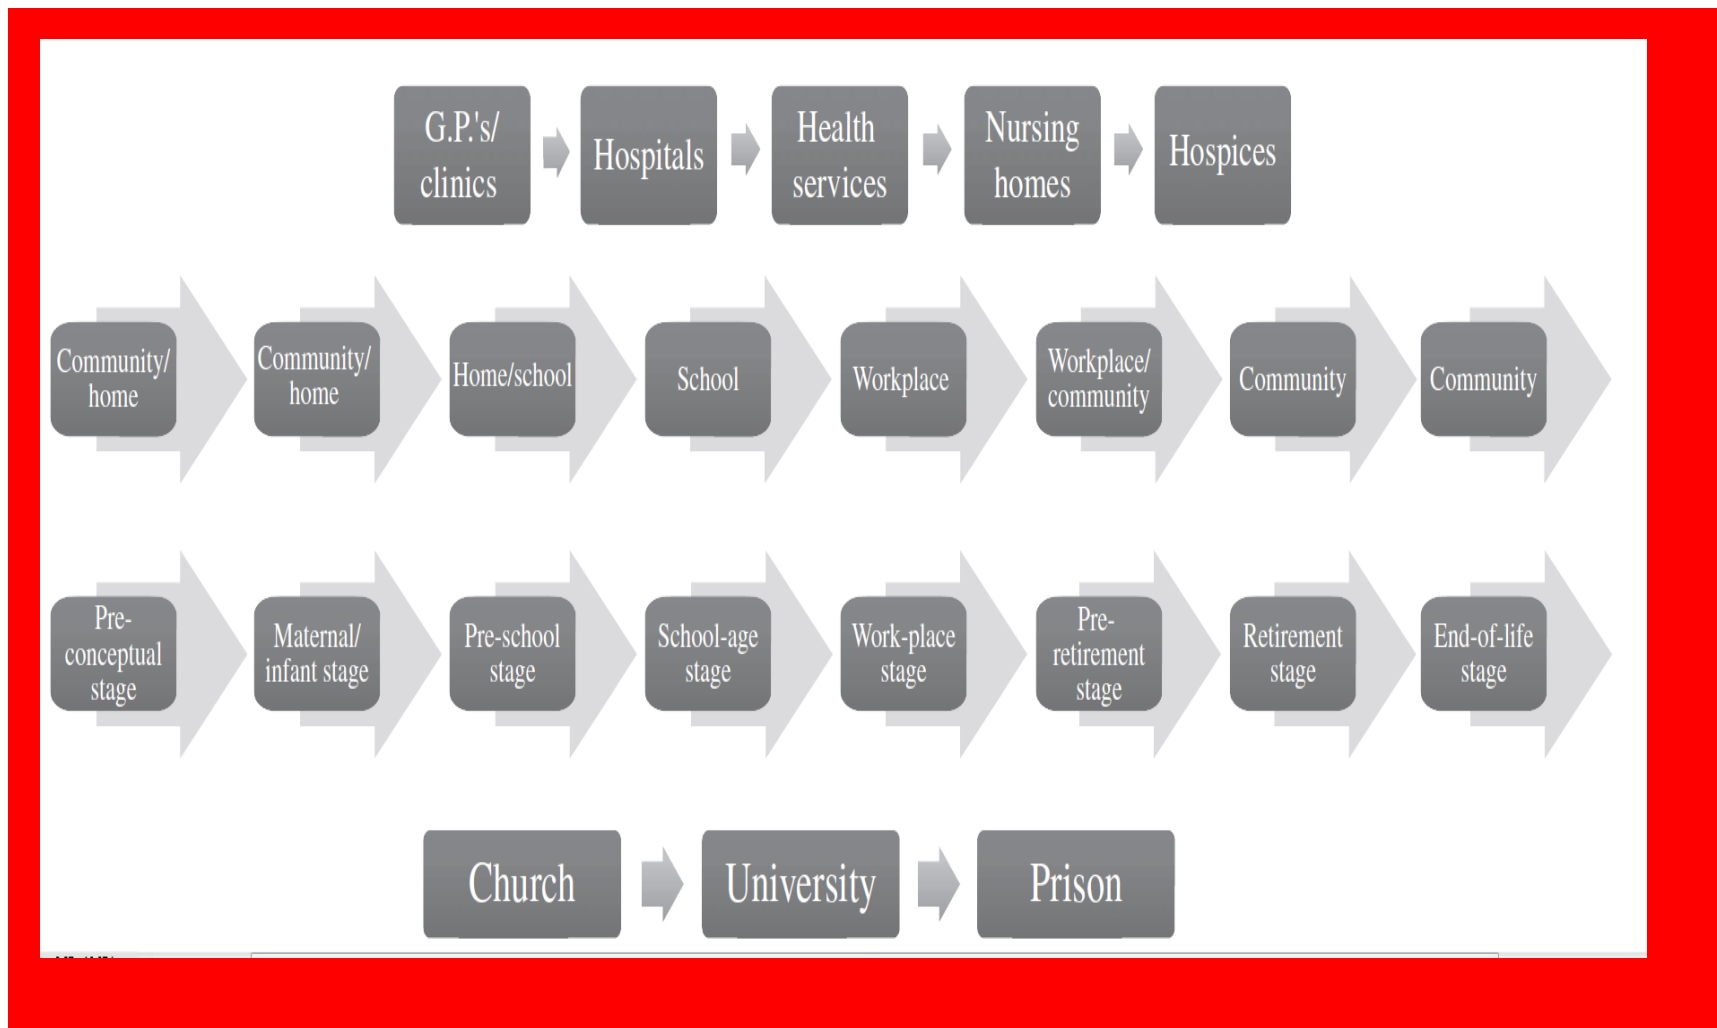 G.P.'s/
clinics
Hospitals
Health
services
Nursing
homes
Hospices
Community/
home
Community/
home
Home/school
School
Workplace
Workplace/
community
Community
Community
Pre-
conceptual
stage
Maternal/
infant stage
Pre-school
stage
School-age
stage
Work-place
stage
Pre-
retirement
stage
Retirement
stage
End-of-life
stage
Church
University
Prison